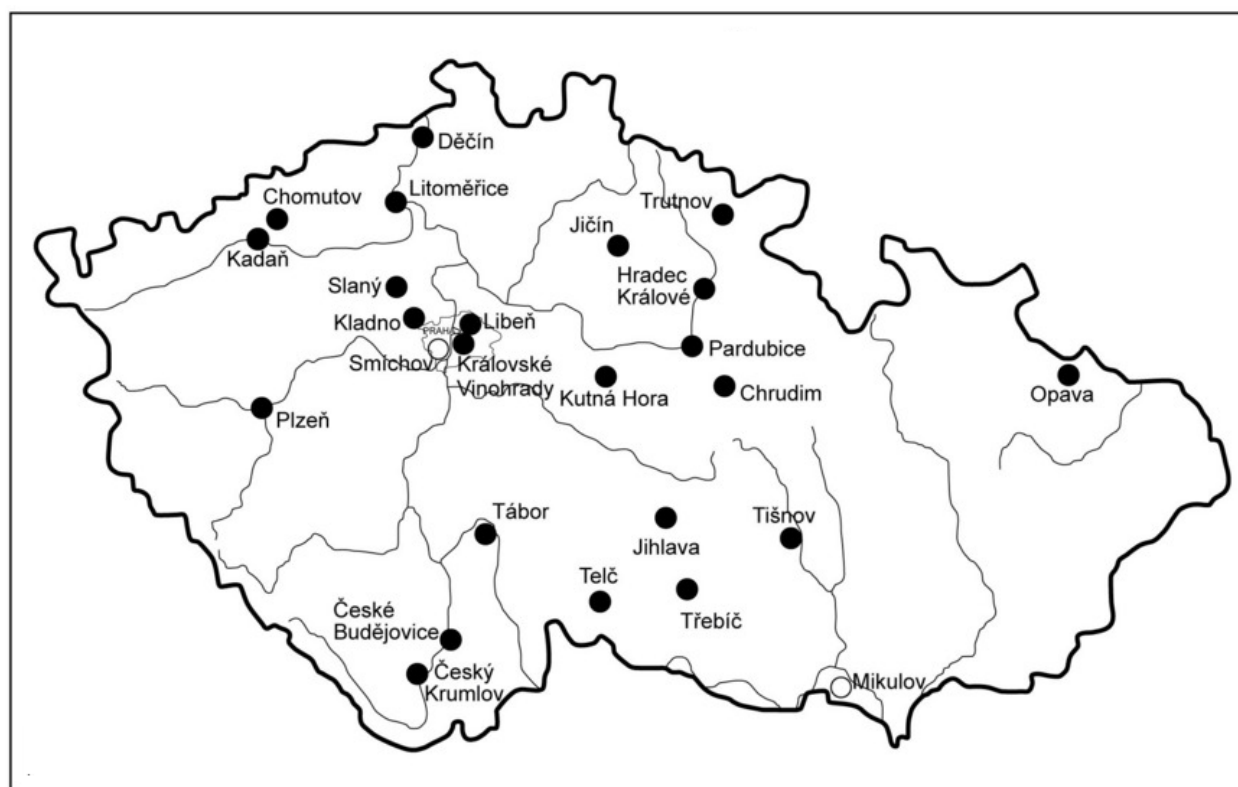 Děčín
Litoměřice
Chomutov
Kadaň
Trutnov
Jičín
Hradec
Králové
Slaný
Kladno
Libeň
PRAHA
Smíchov
Královské
Vinohrady
Pardubice
Kutná Hora
Chrudim
Opava
Plzeň
Tábor
Jihlava
Tišnov
Telč
Třebíč
České
Budějovice
Český
Krumlov
Mikulov